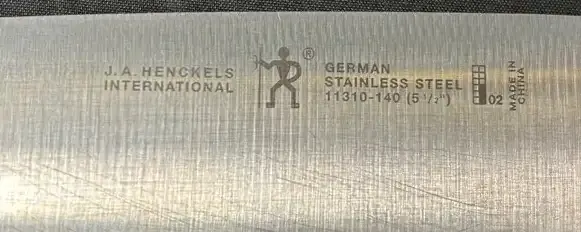 J.A. HENCKELS
INTERNATIONAL
®
GERMAN
STAINLESS STEEL
11310-140 (5 1/2")
02
MADE IN
CHINA